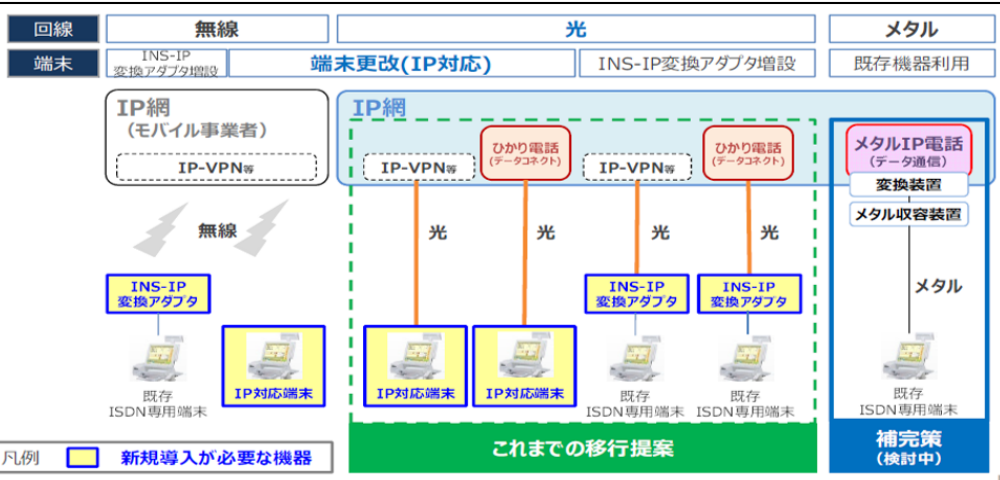 回線
無線
光
メタル
端末
INS-IP
変換アダプタ増設
端末更改(IP対応)
INS-IP変換アダプタ増設
既存機器利用
IP網
(モバイル事業者)
IP-VPN等
無線
INS-IP
変換アダプタ
既存
ISDN専用端末
IP対応端末
IP網
IP-VPN等
ひかり電話
(データコネクト)
IP-VPN等
ひかり電話
(データコネクト)
光
光
光
光
INS-IP
変換アダプタ
INS-IP
変換アダプタ
IP対応端末
IP対応端末
既存
ISDN専用端末
既存
ISDN専用端末
これまでの移行提案
メタルIP電話
(データ通信)
変換装置
メタル収容装置
メタル
既存
ISDN専用端末
補完策
(検討中)
凡例
新規導入が必要な機器